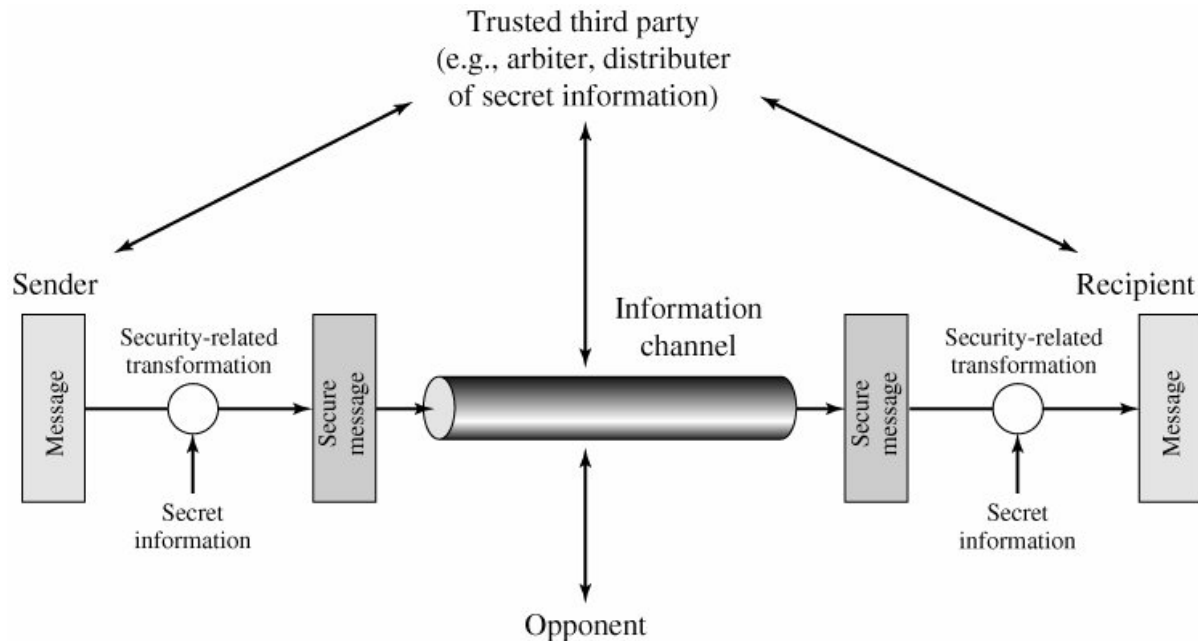 Trusted third party
(e.g., arbiter, distributer
of secret information)
Sender
Recipient
Information
channel
Security-related
transformation
Security-related
transformation
Message
Secure
message
Secure
message
Message
Secret
information
Secret
information
Opponent